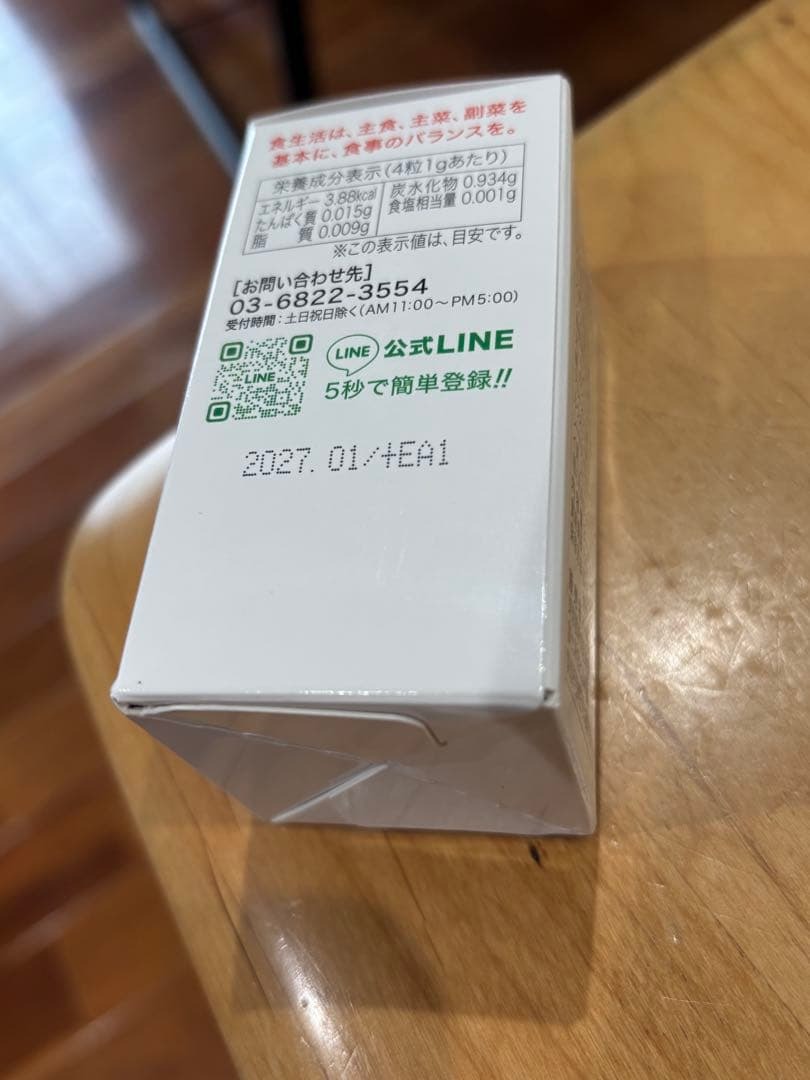 食生活は、主食、主菜、副菜を
基本に、食事のバランスを。
栄養成分表示(4粒1gあたり)
エネルギー 3.88kcal 炭水化物 0.934g
たんぱく質 0.015g 食塩相当量 0.001g
脂質 0.009g
※この表示値は、目安です。
[お問い合わせ先]
03-6822-3554
受付時間:土日祝日除く(AM11:00〜PM5:00)
LINE
LINE 公式LINE
5秒で簡単登録!!
2027.01/+EA1